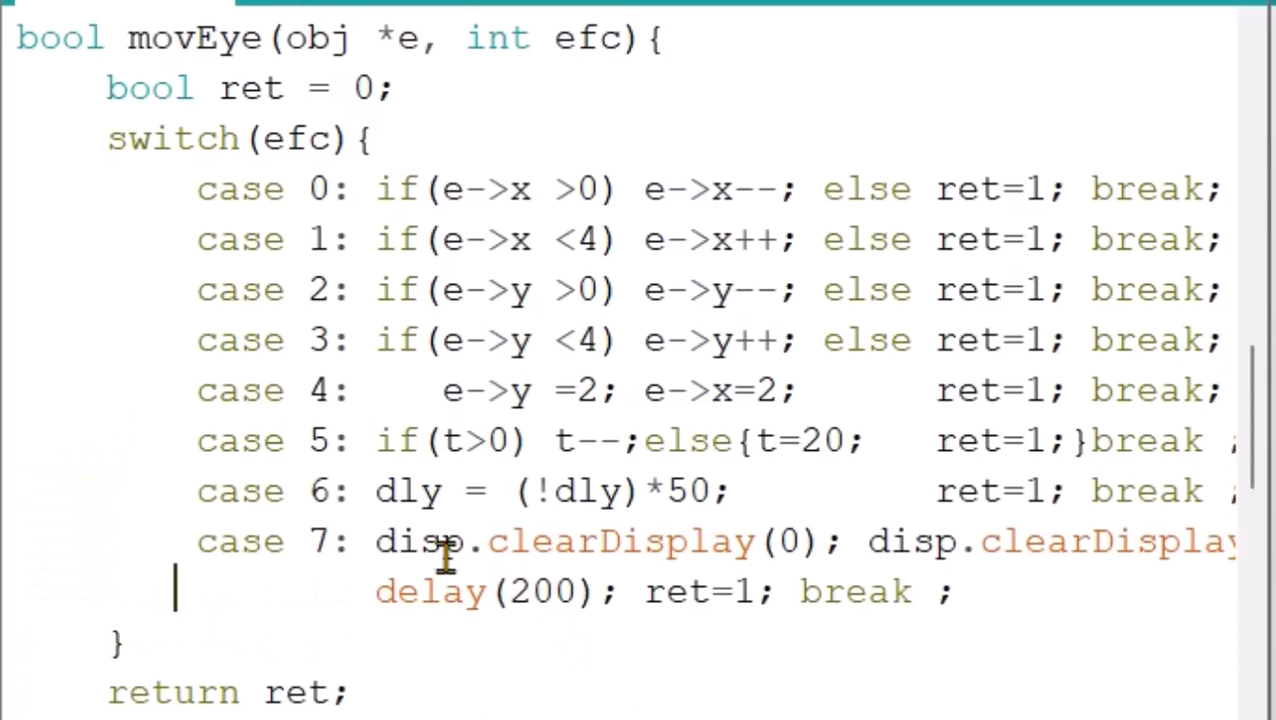 bool movEye(obj *e, int efc){
    bool ret = 0;
    switch(efc){
        case 0: if(e->x >0) e->x--; else ret=1; break;
        case 1: if(e->x <4) e->x++; else ret=1; break;
        case 2: if(e->y >0) e->y--; else ret=1; break;
        case 3: if(e->y <4) e->y++; else ret=1; break;
        case 4:   e->y =2; e->x=2;      ret=1; break;
        case 5: if(t>0) t--;else{t=20;   ret=1;}break ;
        case 6: dly = (!dly)*50;         ret=1; break ;
        case 7: disp.clearDisplay(0); disp.clearDisplay
                delay(200); ret=1; break ;
    }
    return ret;